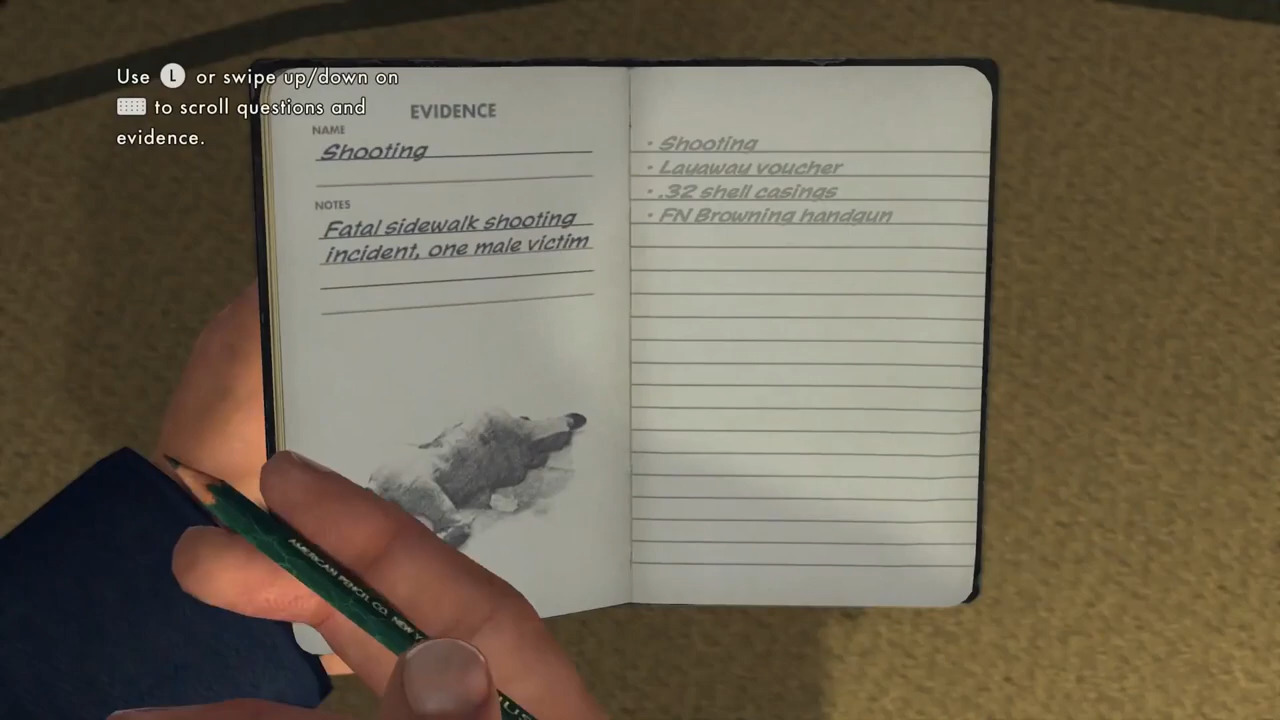 Use L or swipe up/down on
to scroll questions and
evidence.
EVIDENCE
NAME
Shooting
NOTES
Fatal sidewalk shooting
incident, one male victim
· Shooting
· Layaway voucher
· .32 shell casings
· FN Browning handgun
AMERICAN PENCIL CO. NEW Y